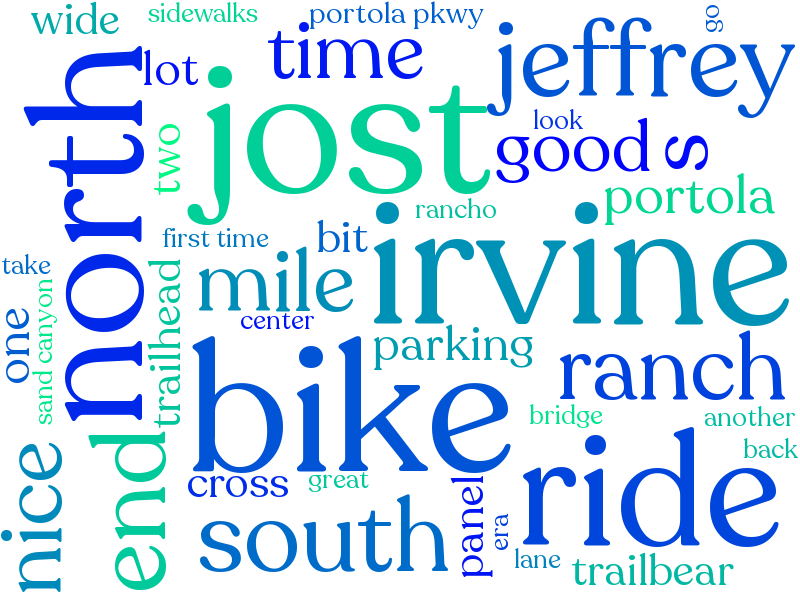 wide
sidewalks
portola pkwy
go
lot
time
jeffrey
north
jost
look
good
s
two
portola
rancho
first time
bit
irvine
take
mile
sand canyon
trailhead
center
one
parking
ranch
bike
bridge
another
end
nice
back
ride
cross
great
panel
south
era
lane
trailbear